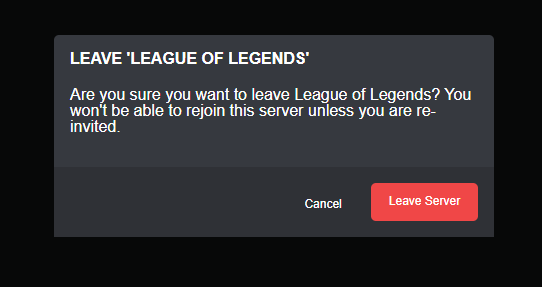 LEAVE 'LEAGUE OF LEGENDS'
Are you sure you want to leave League of Legends? You
won't be able to rejoin this server unless you are re-
invited.
Cancel
Leave Server